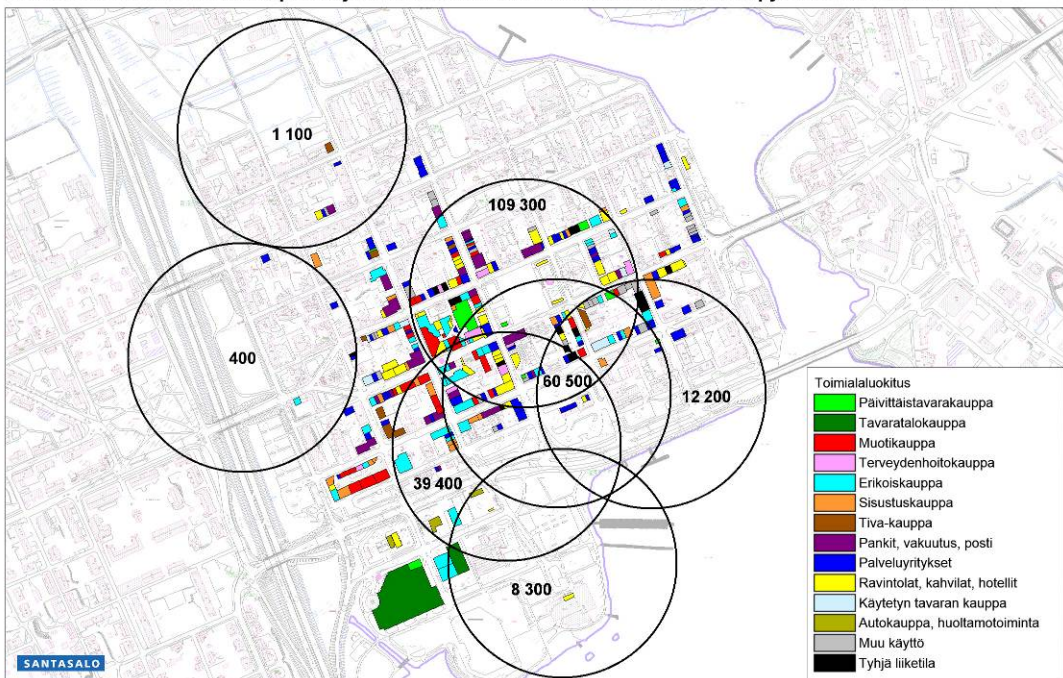 1 100
109 300
400
60 500
12 200
39 400
8 300
Toimialaluokitus
Päivittäistavarakauppa
Tavaratalokauppa
Muotikauppa
Terveydenhoitokauppa
Erikoiskauppa
Sisustuskauppa
Tiva-kauppa
Pankit, vakuutus, posti
Palveluyritykset
Ravintolat, kahvilat, hotellit
Käytetyn tavaran kauppa
Autokauppa, huoltamotoiminta
Muu käyttö
Tyhjä liiketila
SANTASALO